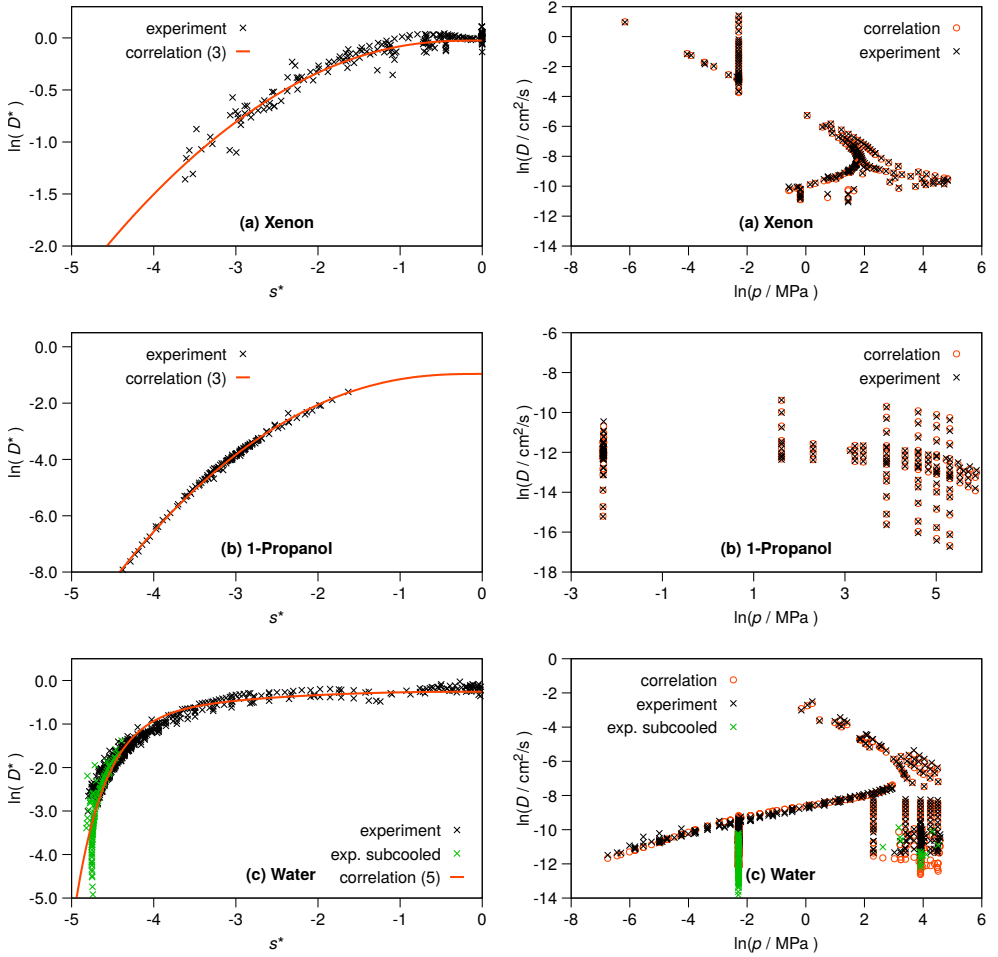 experiment
correlation (3)
ln( D* )
0.0
-0.5
-1.0
-1.5
-2.0
(a) Xenon
-5 -4 -3 -2 -1 0
s*
correlation
experiment
ln(D / cm²/s)
2
0
-2
-4
-6
-8
-10
-12
-14
(a) Xenon
-8 -6 -4 -2 0 2 4 6
ln(p / MPa )
experiment
correlation (3)
ln( D* )
0.0
-2.0
-4.0
-6.0
-8.0
(b) 1-Propanol
-5 -4 -3 -2 -1 0
s*
correlation
experiment
ln(D / cm²/s)
-6
-8
-10
-12
-14
-16
-18
(b) 1-Propanol
-3 -1 1 3 5
ln(p / MPa )
ln( D* )
0.0
-1.0
-2.0
-3.0
-4.0
-5.0
experiment
exp. subcooled
(c) Water correlation (5)
-5 -4 -3 -2 -1 0
s*
correlation
experiment
exp. subcooled
ln(D / cm²/s)
0
-2
-4
-6
-8
-10
-12
-14
(c) Water
-8 -6 -4 -2 0 2 4 6
ln(p / MPa )